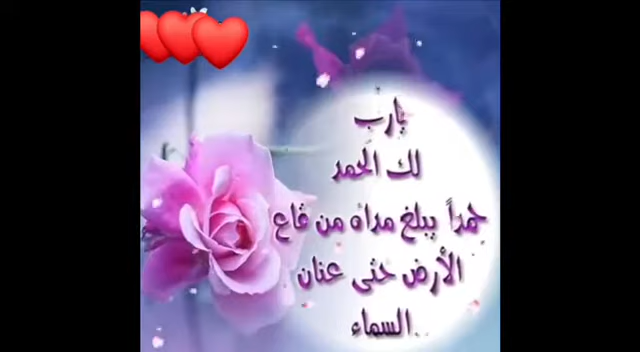 يارب
لك الحمد
حمداً يبلغ مداه من قاع
الأرض حتى عنان
السماء..